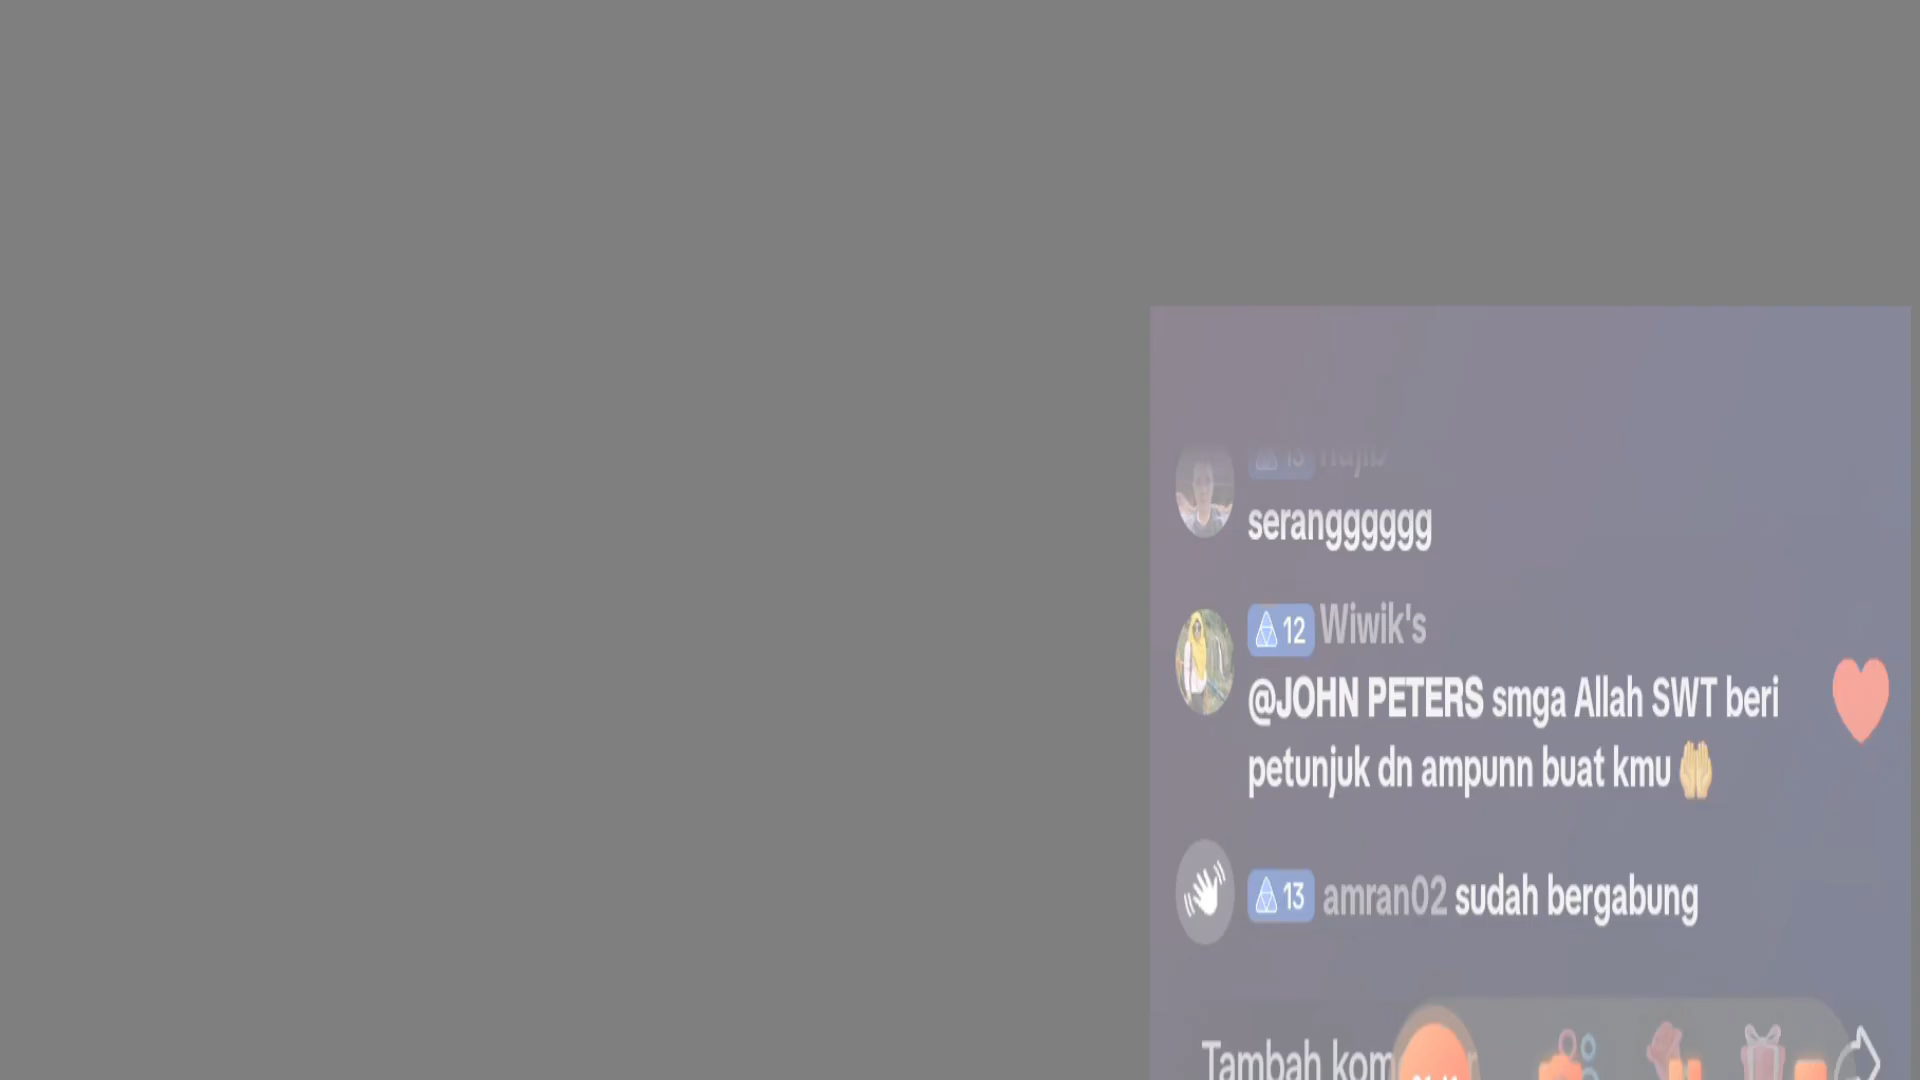 serangggggg
12 Wiwik's
@JOHN PETERS smga Allah SWT beri
petunjuk dn ampunn buat kmu
13 amran02 sudah bergabung
Tambah